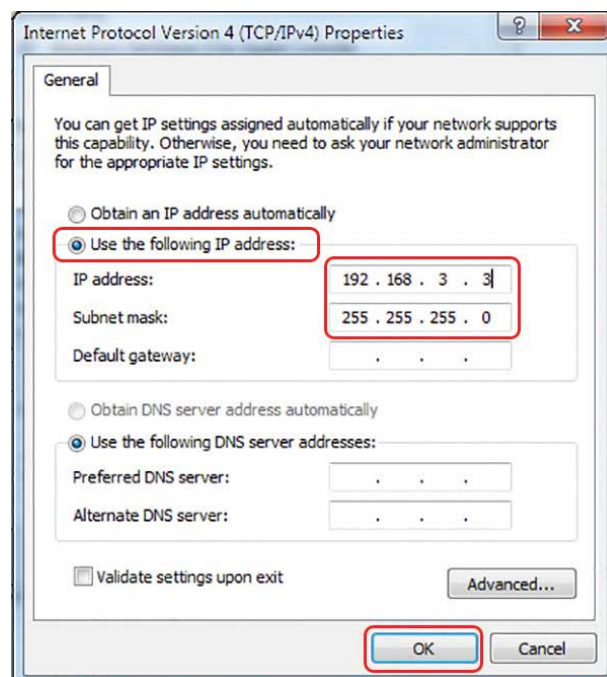 Internet Protocol Version 4 (TCP/IPv4) Properties
General
You can get IP settings assigned automatically if your network supports
this capability. Otherwise, you need to ask your network administrator
for the appropriate IP settings.
Obtain an IP address automatically
Use the following IP address:
IP address: 192 . 168 . 3 . 3
Subnet mask: 255 . 255 . 255 . 0
Default gateway: . . .
Obtain DNS server address automatically
Use the following DNS server addresses:
Preferred DNS server: . . .
Alternate DNS server: . . .
Validate settings upon exit
Advanced...
OK Cancel